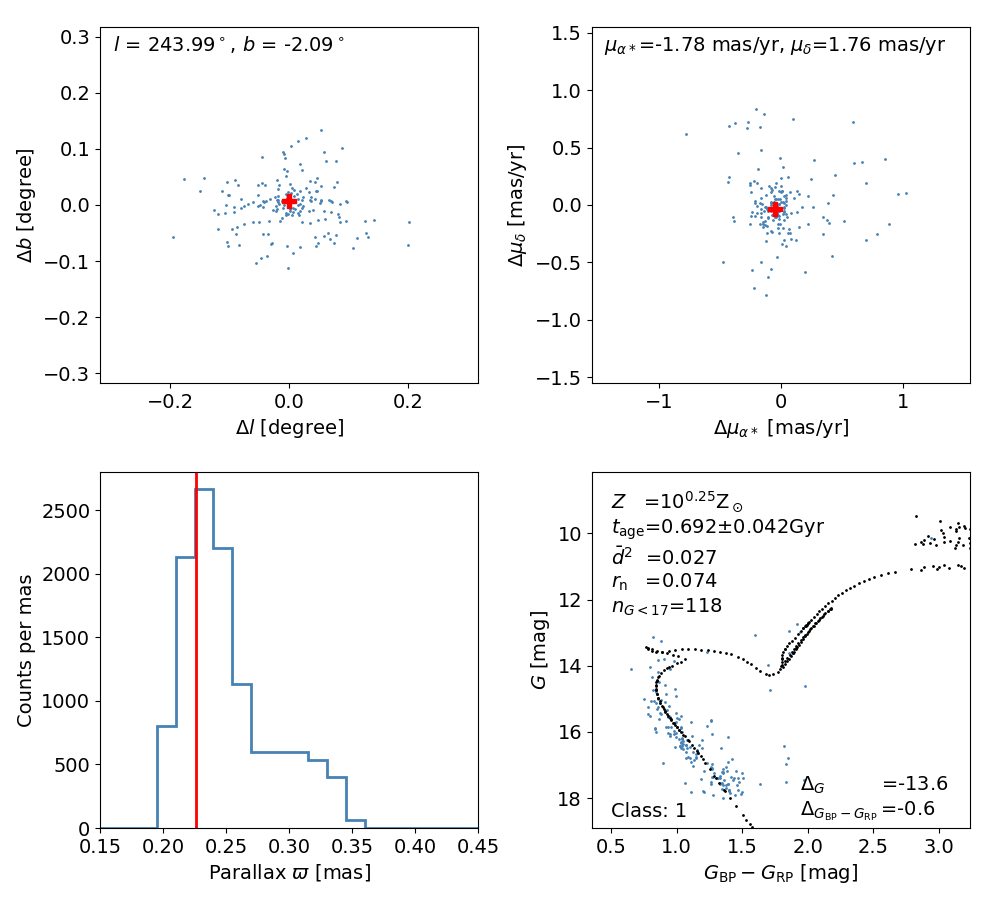 l = 243.99°, b = -2.09°
0.3
0.2
0.1
0.0
−0.1
−0.2
−0.3
Δb [degree]
−0.2 0.0 0.2
Δl [degree]
μα*=-1.78 mas/yr, μδ=1.76 mas/yr
1.5
1.0
0.5
0.0
−0.5
−1.0
−1.5
Δμδ [mas/yr]
−1 0 1
Δμα* [mas/yr]
2500
2000
1500
1000
500
0
Counts per mas
0.15 0.20 0.25 0.30 0.35 0.40 0.45
Parallax ϖ [mas]
Z =10^0.25 Z⊙
t_age=0.692±0.042Gyr
d̄² =0.027
r_n =0.074
n_G<17=118
10
12
14
16
18
G [mag]
Δ_G =-13.6
Δ_GBP−GRP=-0.6
Class: 1
0.5 1.0 1.5 2.0 2.5 3.0
G_BP − G_RP [mag]